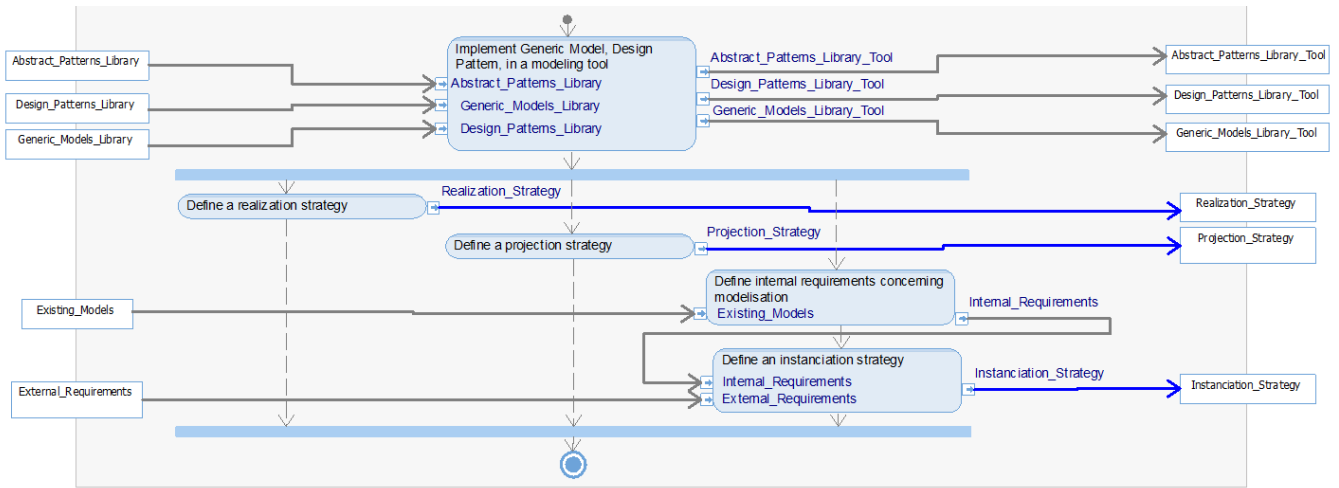 Implement Generic Model, Design
Pattern, in a modeling tool
Abstract_Patterns_Library
Abstract_Patterns_Library
Abstract_Patterns_Library_Tool
Abstract_Patterns_Library_Tool
Design_Patterns_Library
Generic_Models_Library
Design_Patterns_Library_Tool
Design_Patterns_Library_Tool
Generic_Models_Library
Design_Patterns_Library
Generic_Models_Library_Tool
Generic_Models_Library_Tool
Realization_Strategy
Define a realization strategy
Realization_Strategy
Projection_Strategy
Define a projection strategy
Projection_Strategy
Define internal requirements concerning
modelisation
Existing_Models
Existing_Models
Internal_Requirements
Define an instanciation strategy
Internal_Requirements
External_Requirements
External_Requirements
Instanciation_Strategy
Instanciation_Strategy